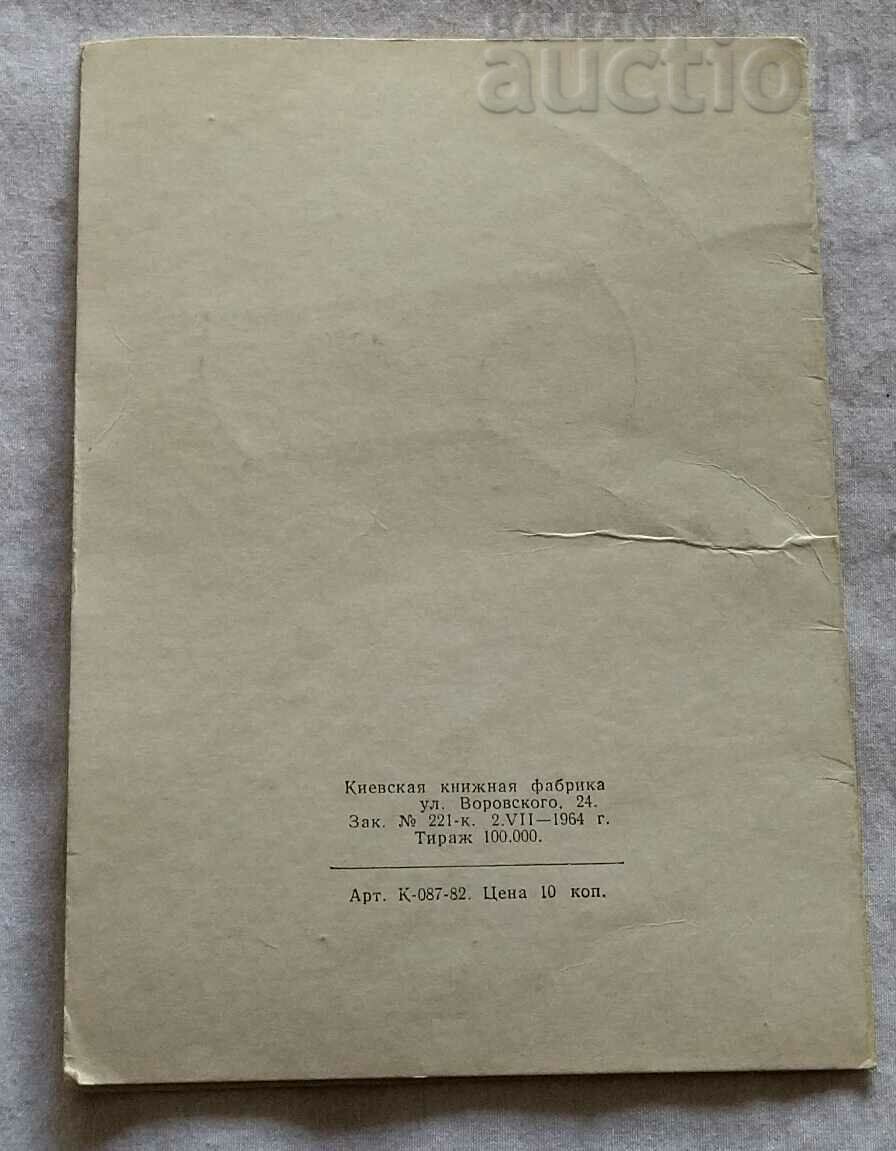 BALKAN
auction
Киевская книжная фабрика
ул. Воровского, 24.
Зак. № 221-к. 2.VII—1964 г.
Тираж 100.000.
Арт. К-087-82. Цена 10 коп.